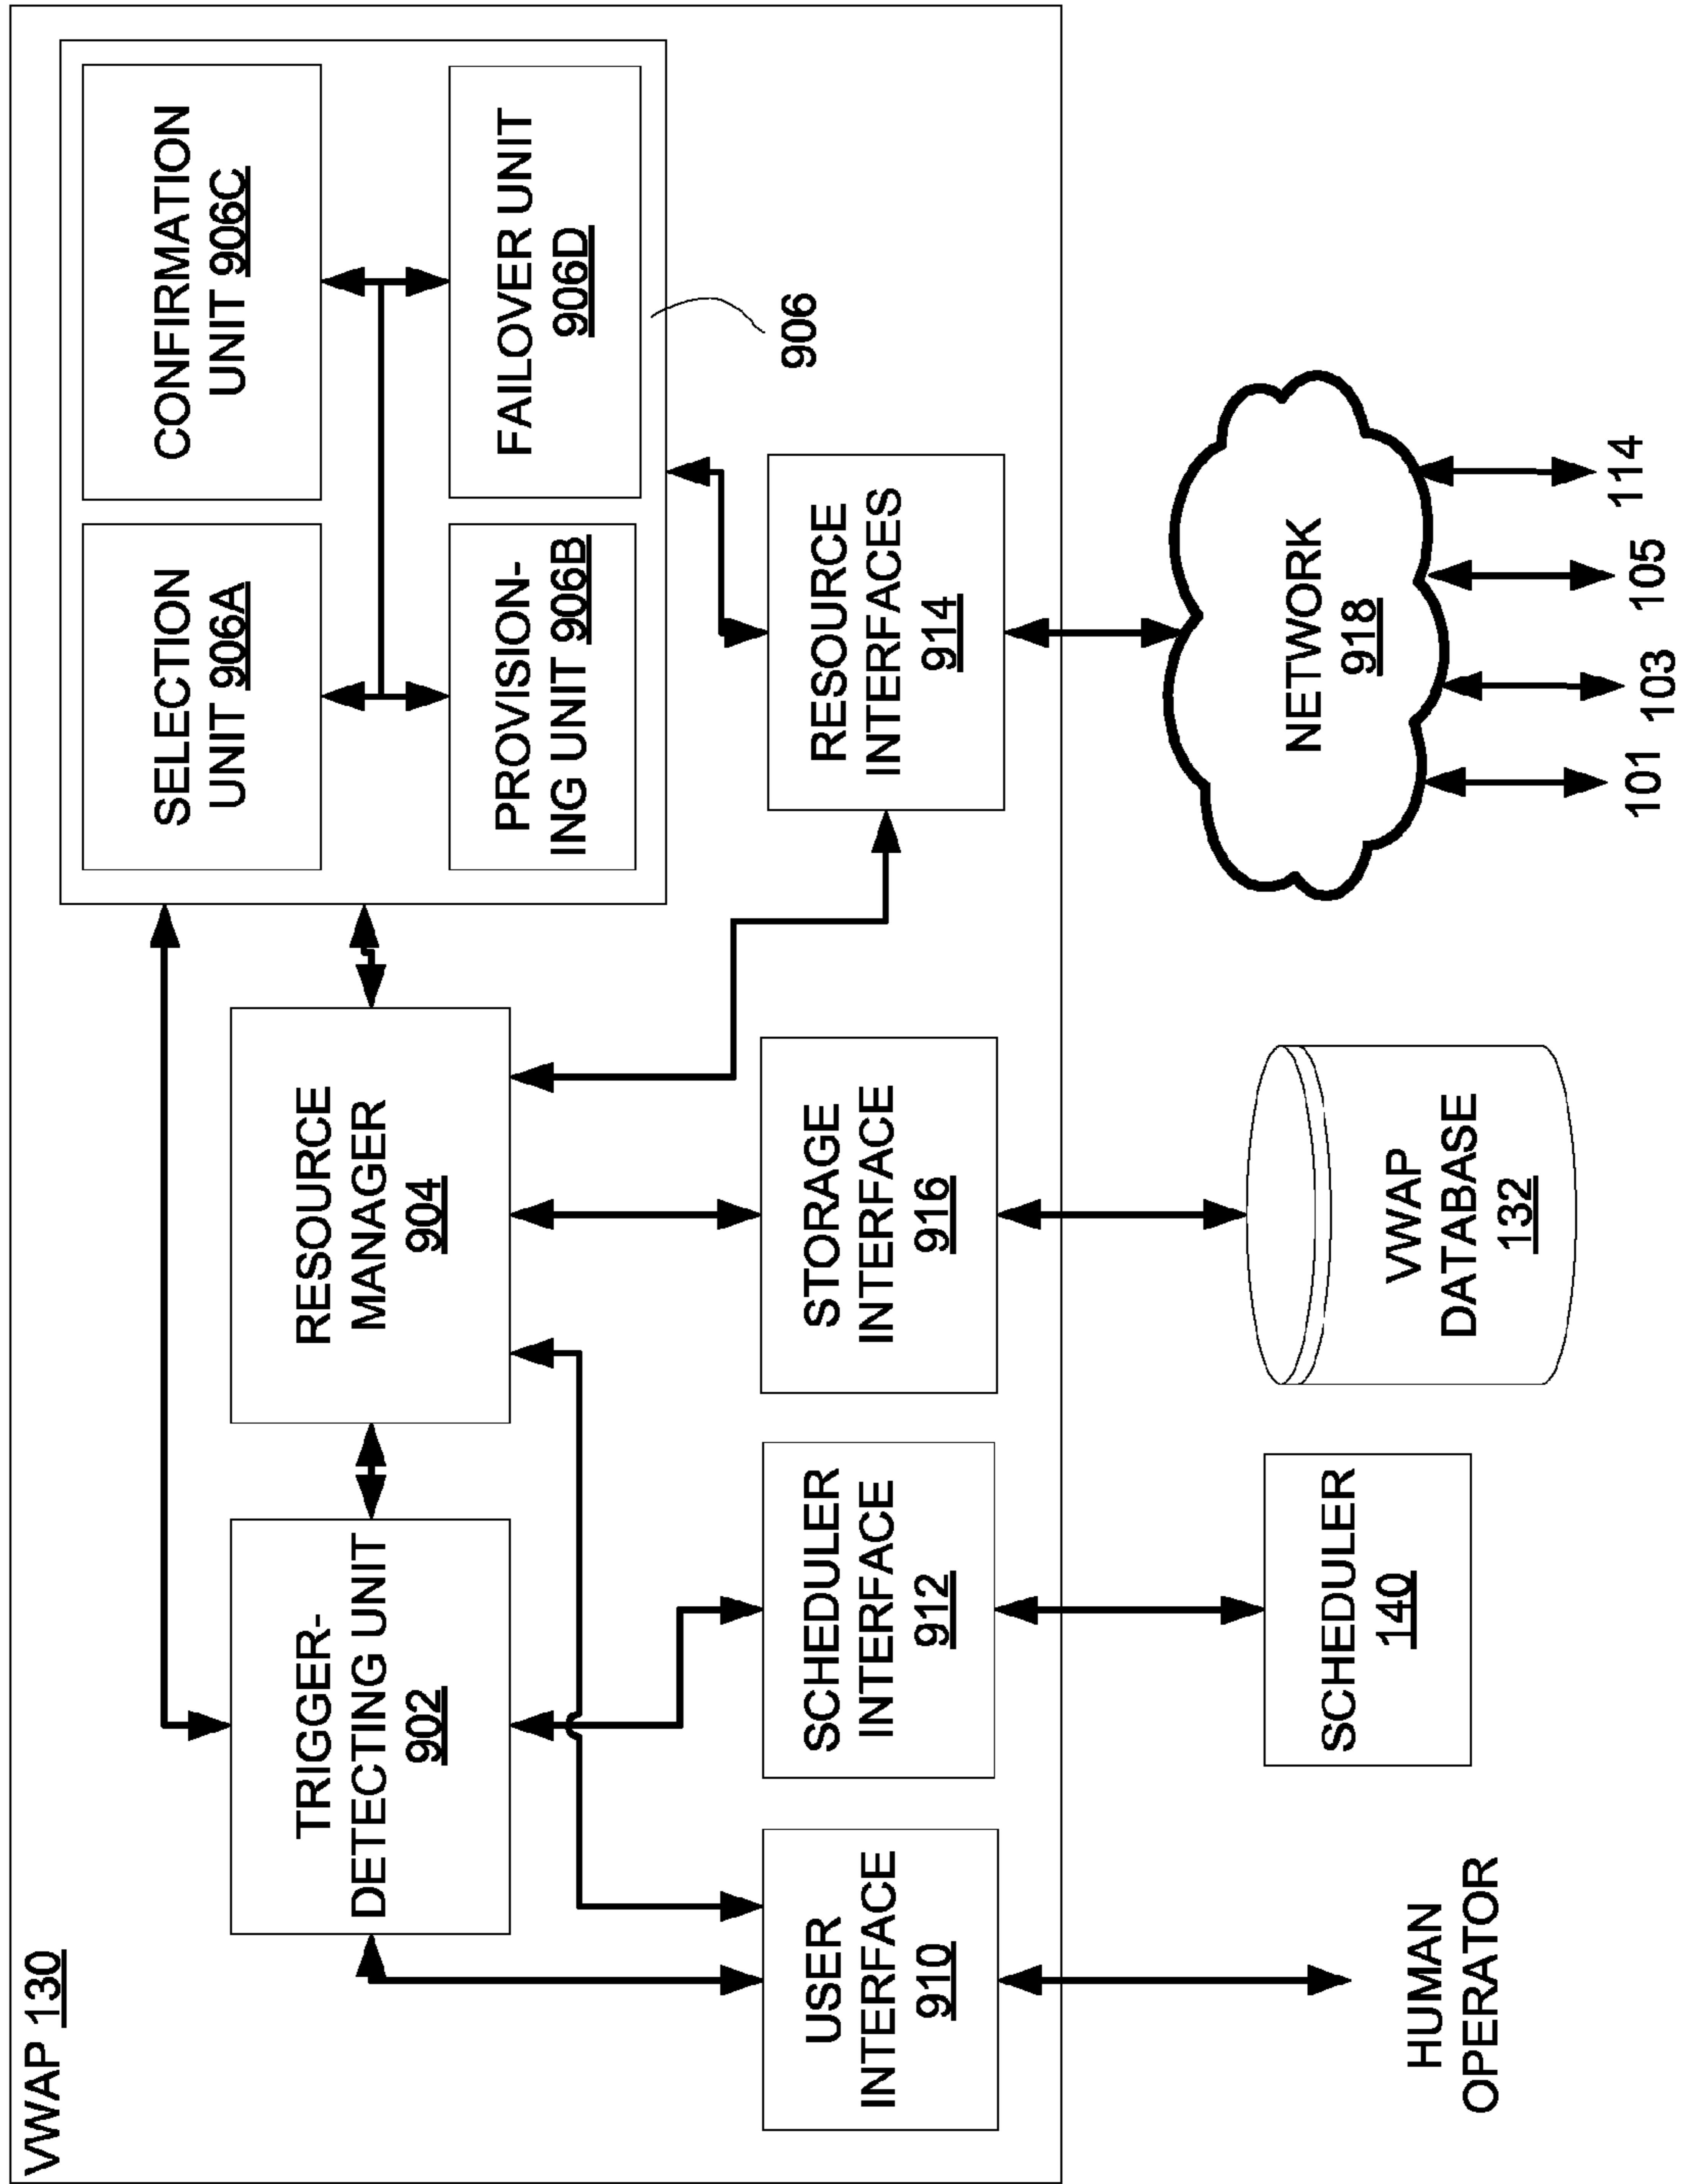 VWAP 130
TRIGGER-
DETECTING UNIT
902
RESOURCE
MANAGER
904
SELECTION
UNIT 906A
CONFIRMATION
UNIT 906C
PROVISION-
ING UNIT 906B
FAILOVER UNIT
906D
906
USER
INTERFACE
910
SCHEDULER
INTERFACE
912
STORAGE
INTERFACE
916
RESOURCE
INTERFACES
914
HUMAN
OPERATOR
SCHEDULER
140
VWAP
DATABASE
132
NETWORK
918
101
103
105
114